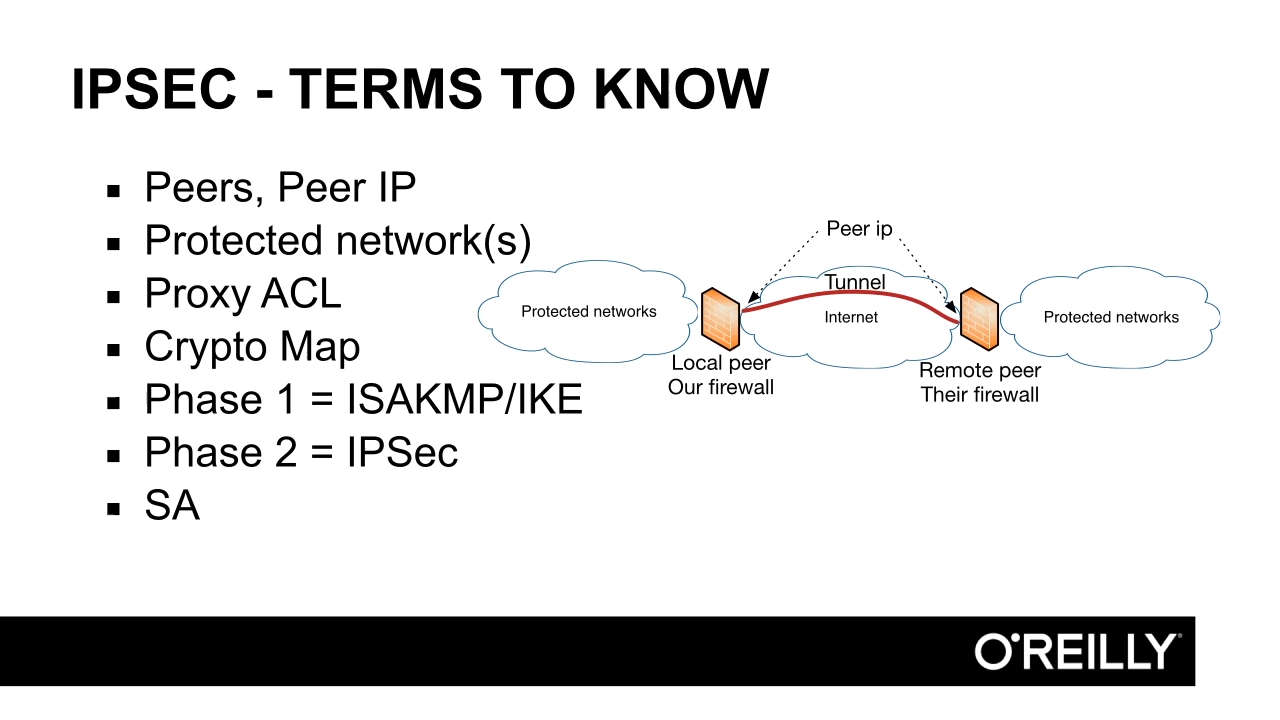 IPSEC - TERMS TO KNOW
Peers, Peer IP
Protected network(s)
Proxy ACL
Crypto Map
Phase 1 = ISAKMP/IKE
Phase 2 = IPSec
SA
Peer ip
Tunnel
Internet
Protected networks
Protected networks
Local peer
Our firewall
Remote peer
Their firewall
O'REILLY®